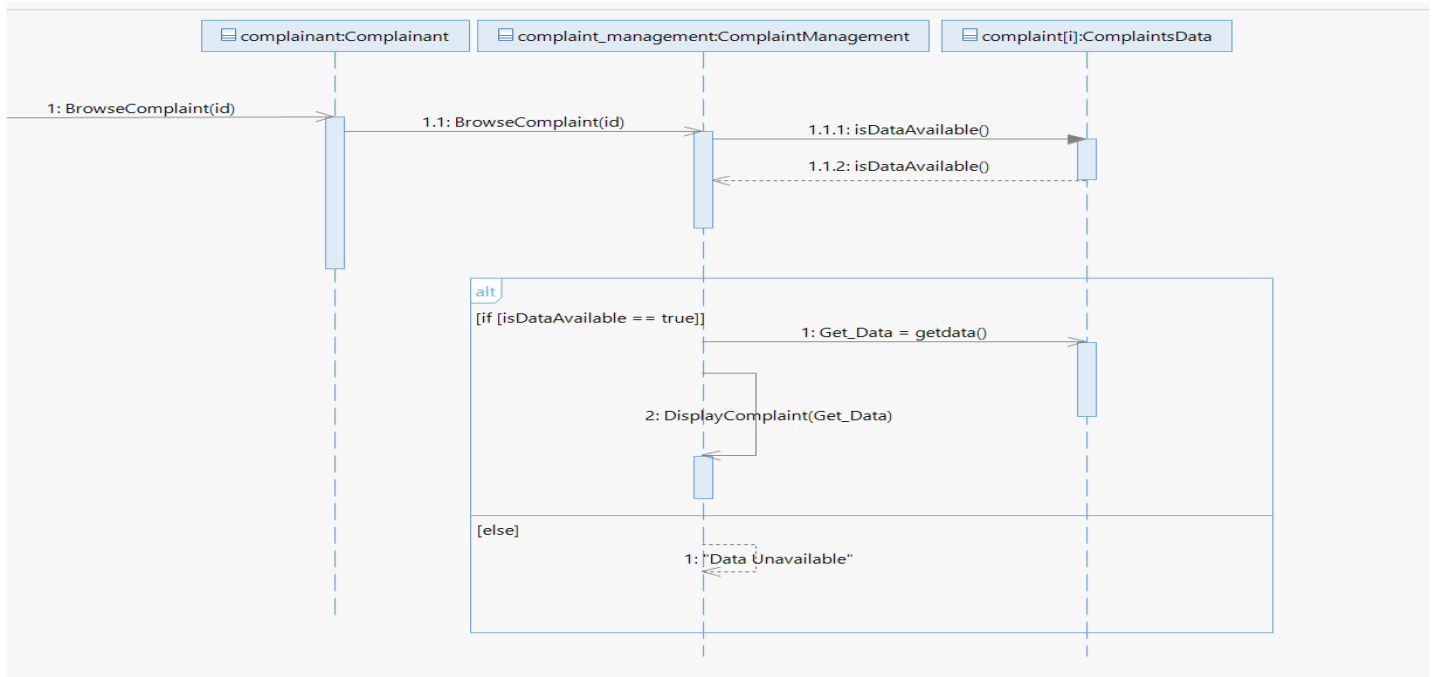 complainant:Complainant
complaint_management:ComplaintManagement
complaint[i]:ComplaintsData
1: BrowseComplaint(id)
1.1: BrowseComplaint(id)
1.1.1: isDataAvailable()
1.1.2: isDataAvailable()
alt
[if [isDataAvailable == true]]
1: Get_Data = getdata()
2: DisplayComplaint(Get_Data)
[else]
1: "Data Unavailable"